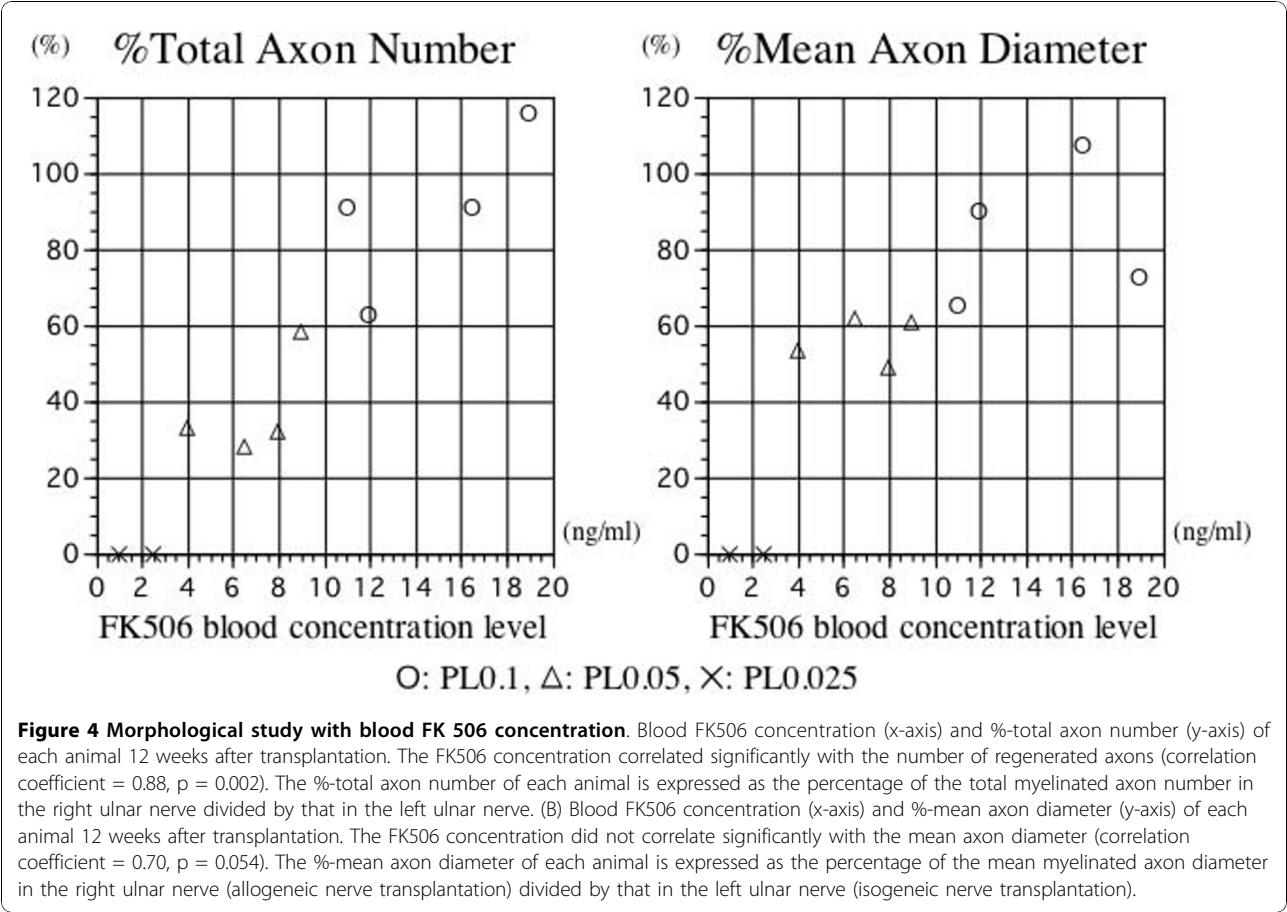 (%) %Total Axon Number
120
100
80
60
40
20
0
(ng/ml)
0 2 4 6 8 10 12 14 16 18 20
FK506 blood concentration level
(%) %Mean Axon Diameter
120
100
80
60
40
20
0
(ng/ml)
0 2 4 6 8 10 12 14 16 18 20
FK506 blood concentration level
O: PL0.1, △: PL0.05, ×: PL0.025
Figure 4 Morphological study with blood FK 506 concentration. Blood FK506 concentration (x-axis) and %-total axon number (y-axis) of
each animal 12 weeks after transplantation. The FK506 concentration correlated significantly with the number of regenerated axons (correlation
coefficient = 0.88, p = 0.002). The %-total axon number of each animal is expressed as the percentage of the total myelinated axon number in
the right ulnar nerve divided by that in the left ulnar nerve. (B) Blood FK506 concentration (x-axis) and %-mean axon diameter (y-axis) of each
animal 12 weeks after transplantation. The FK506 concentration did not correlate significantly with the mean axon diameter (correlation
coefficient = 0.70, p = 0.054). The %-mean axon diameter of each animal is expressed as the percentage of the mean myelinated axon diameter
in the right ulnar nerve (allogeneic nerve transplantation) divided by that in the left ulnar nerve (isogeneic nerve transplantation).